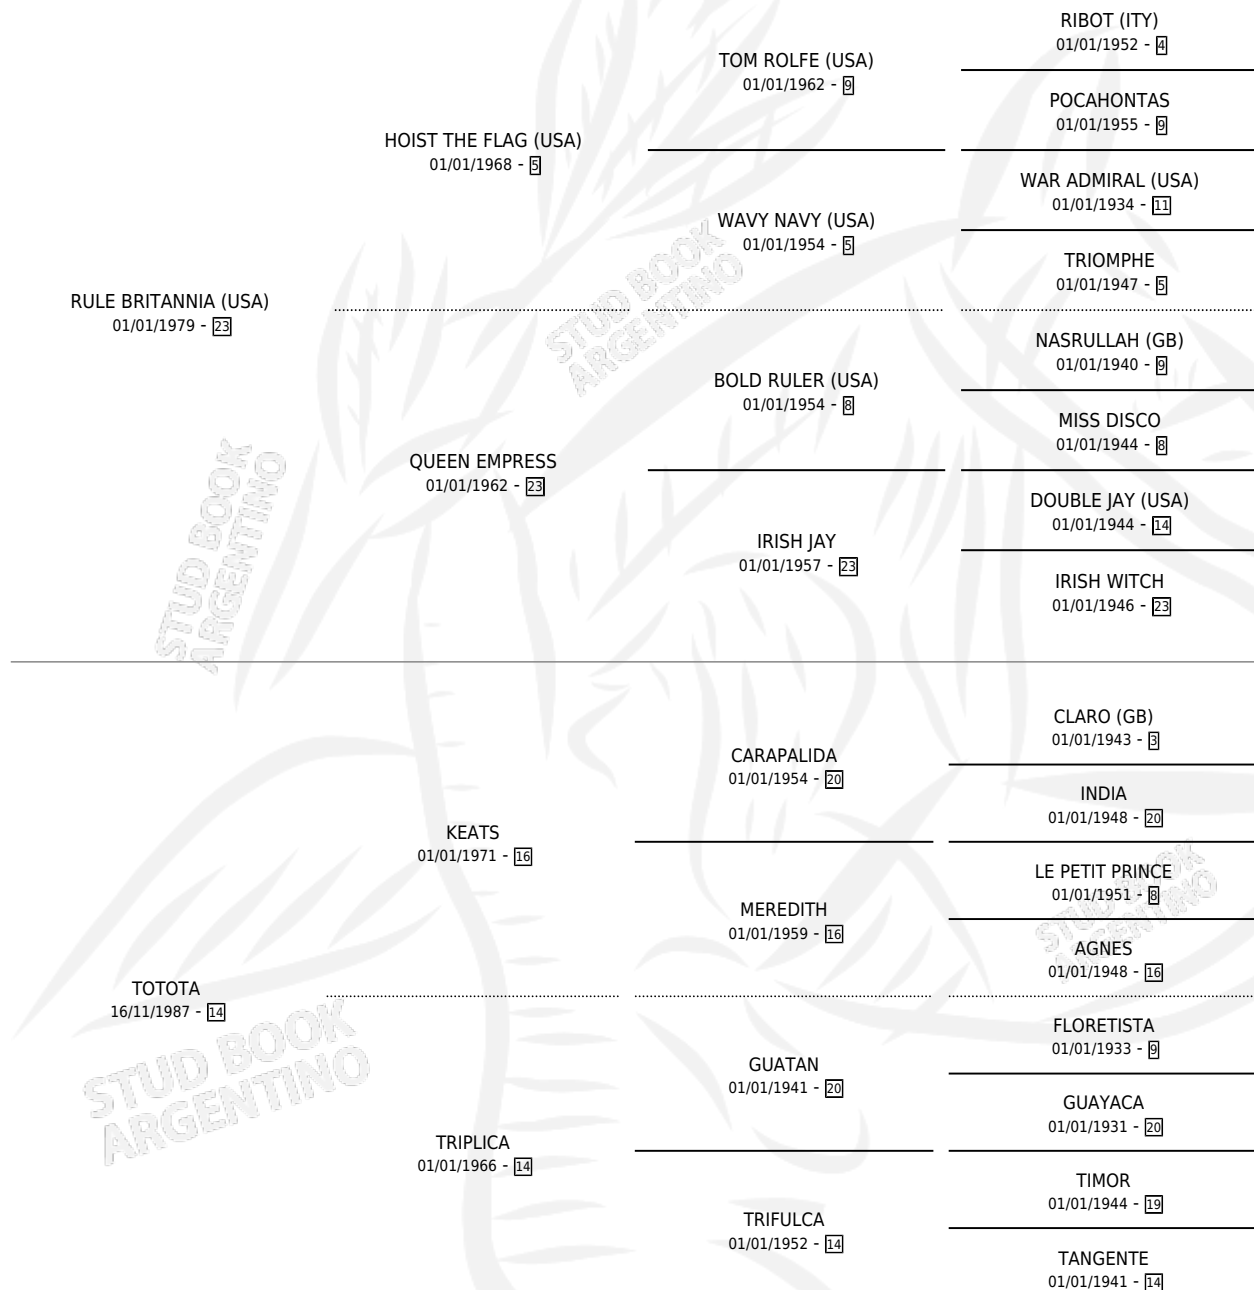 RIBOT (ITY)
01/01/1952 - 4
TOM ROLFE (USA)
01/01/1962 - 9
POCAHONTAS
01/01/1955 - 9
HOIST THE FLAG (USA)
01/01/1968 - 5
WAR ADMIRAL (USA)
01/01/1934 - 11
WAVY NAVY (USA)
01/01/1954 - 5
TRIOMPHE
01/01/1947 - 5
RULE BRITANNIA (USA)
01/01/1979 - 23
STUD BOOK
ARGENTINO
NASRULLAH (GB)
01/01/1940 - 9
BOLD RULER (USA)
01/01/1954 - 8
MISS DISCO
01/01/1944 - 8
QUEEN EMPRESS
01/01/1962 - 23
DOUBLE JAY (USA)
01/01/1944 - 14
IRISH JAY
01/01/1957 - 23
IRISH WITCH
01/01/1946 - 23
STUD BOOK
ARGENTINO
CLARO (GB)
01/01/1943 - 3
CARAPALIDA
01/01/1954 - 20
INDIA
01/01/1948 - 20
KEATS
01/01/1971 - 16
LE PETIT PRINCE
01/01/1951 - 8
MEREDITH
01/01/1959 - 16
STUD BOOK
ARGENTINO
AGNES
01/01/1948 - 16
TOTOTA
16/11/1987 - 14
STUD BOOK
ARGENTINO
FLORETISTA
01/01/1933 - 9
GUATAN
01/01/1941 - 20
GUAYACA
01/01/1931 - 20
TRIPLICA
01/01/1966 - 14
TIMOR
01/01/1944 - 19
TRIFULCA
01/01/1952 - 14
TANGENTE
01/01/1941 - 14